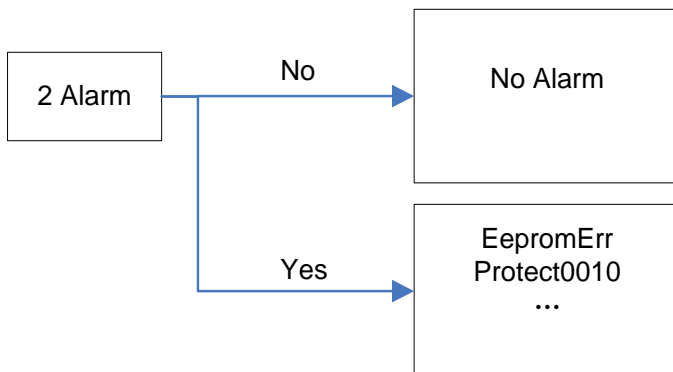 2 Alarm
No
No Alarm
Yes
EepromErr
Protect0010
...